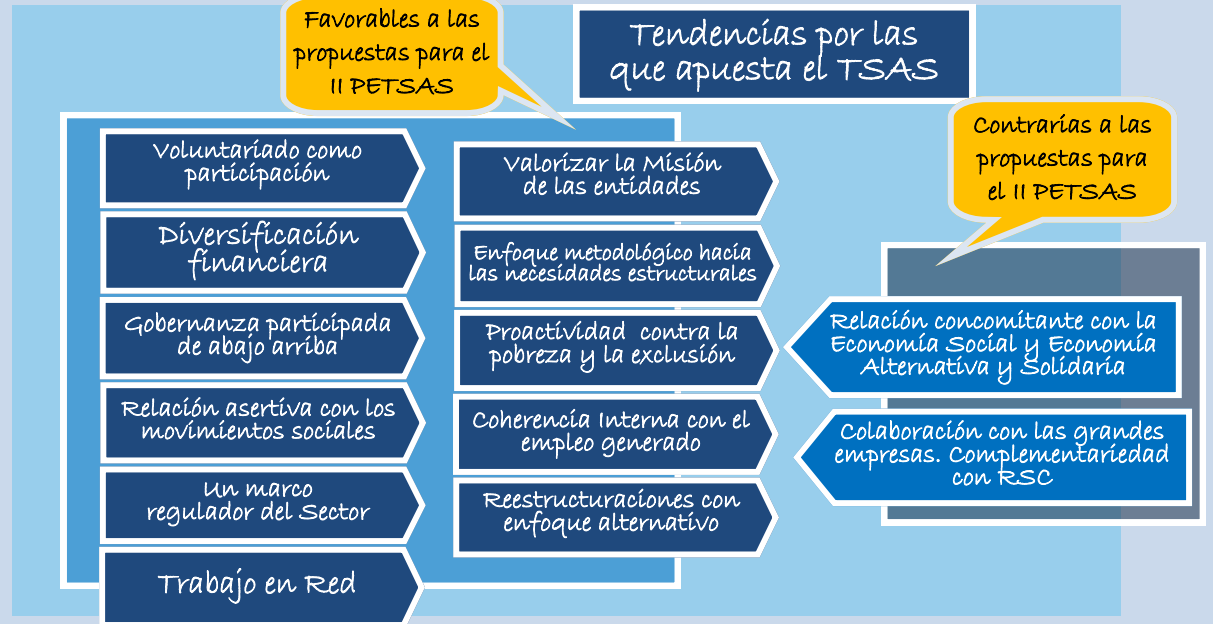 Favorables a las
propuestas para el
II PETSAS
Tendencias por las
que apuesta el TSAS
Contrarias a las
propuestas para
el II PETSAS
Voluntariado como
participación
Diversificación
financiera
Gobernanza participada
de abajo arriba
Relación asertiva con los
movimientos sociales
Un marco
regulador del Sector
Trabajo en Red
Valorizar la Misión
de las entidades
Enfoque metodológico hacia
las necesidades estructurales
Proactividad contra la
pobreza y la exclusión
Coherencia Interna con el
empleo generado
Reestructuraciones con
enfoque alternativo
Relación concomitante con la
Economía Social y Economía
Alternativa y Solidaria
Colaboración con las grandes
empresas. Complementariedad
con RSC